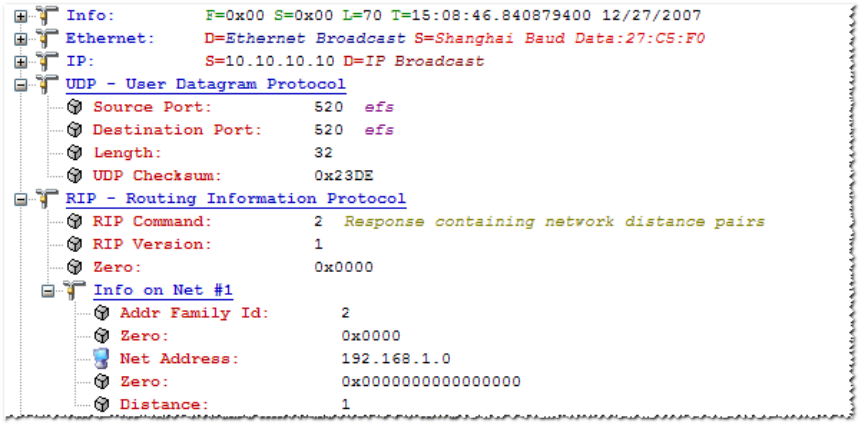 Info: F=0x00 S=0x00 L=70 T=15:08:46.840879400 12/27/2007
Ethernet: D=Ethernet Broadcast S=Shanghai Baud Data:27:C5:F0
IP: S=10.10.10.10 D=IP Broadcast
UDP - User Datagram Protocol
Source Port: 520 efs
Destination Port: 520 efs
Length: 32
UDP Checksum: 0x23DE
RIP - Routing Information Protocol
RIP Command: 2 Response containing network distance pairs
RIP Version: 1
Zero: 0x0000
Info on Net #1
Addr Family Id: 2
Zero: 0x0000
Net Address: 192.168.1.0
Zero: 0x0000000000000000
Distance: 1